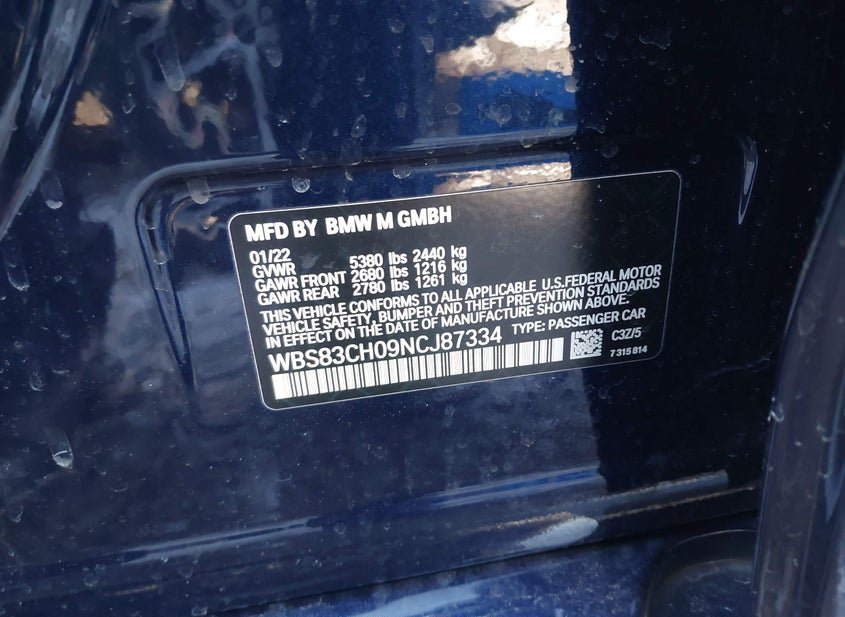 MFD BY BMW M GMBH
01/22
GVWR 5380 lbs 2440 kg
GAWR FRONT 2680 lbs 1216 kg
GAWR REAR 2780 lbs 1261 kg
THIS VEHICLE CONFORMS TO ALL APPLICABLE U.S.FEDERAL MOTOR
VEHICLE SAFETY, BUMPER AND THEFT PREVENTION STANDARDS
IN EFFECT ON THE DATE OF MANUFACTURE SHOWN ABOVE.
WBS83CH09NCJ87334 TYPE: PASSENGER CAR
C3Z/5
7 315 814